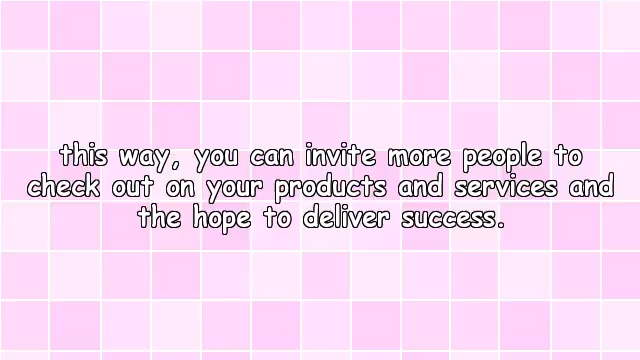 this way, you can invite more people to
check out on your products and services and
the hope to deliver success.